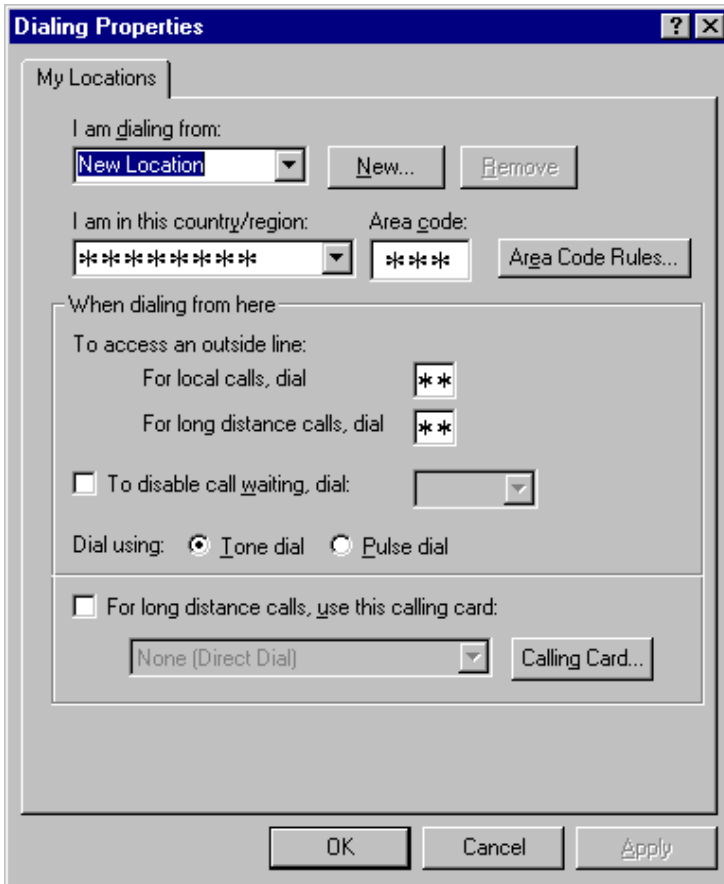 Dialing Properties
My Locations
I am dialing from:
New Location New... Remove
I am in this country/region: Area code:
******** *** Area Code Rules...
When dialing from here
To access an outside line:
For local calls, dial **
For long distance calls, dial **
To disable call waiting, dial:
Dial using: Tone dial Pulse dial
For long distance calls, use this calling card:
None (Direct Dial) Calling Card...
OK Cancel Apply